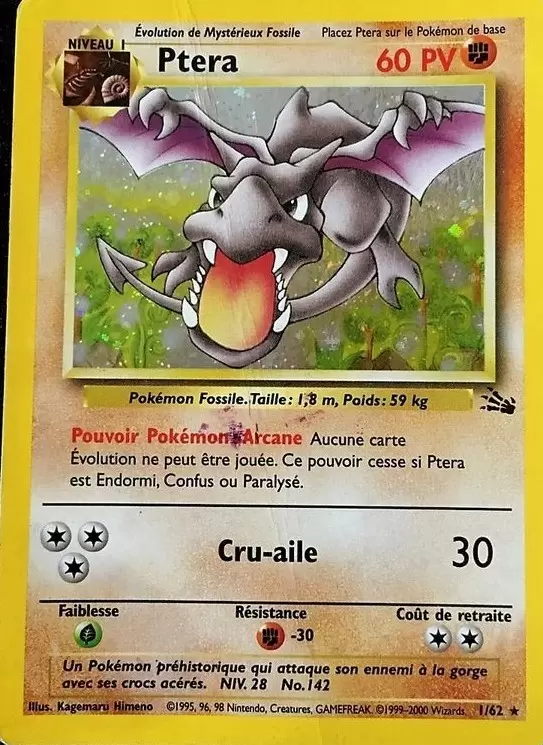 Évolution de Mystérieux Fossile Placez Ptera sur le Pokémon de base
NIVEAU I
Ptera 60 PV
Pokémon Fossile. Taille: 1,8 m, Poids: 59 kg
Pouvoir Pokémon Arcane Aucune carte
Évolution ne peut être jouée. Ce pouvoir cesse si Ptera
est Endormi, Confus ou Paralysé.
Cru-aile 30
Faiblesse Résistance Coût de retraite
-30
Un Pokémon préhistorique qui attaque son ennemi à la gorge
avec ses crocs acérés. NIV. 28 No. 142
Illus. Kagemaru Himeno ©1995, 96, 98 Nintendo, Creatures, GAMEFREAK. ©1999-2000 Wizards. 1/62 ★